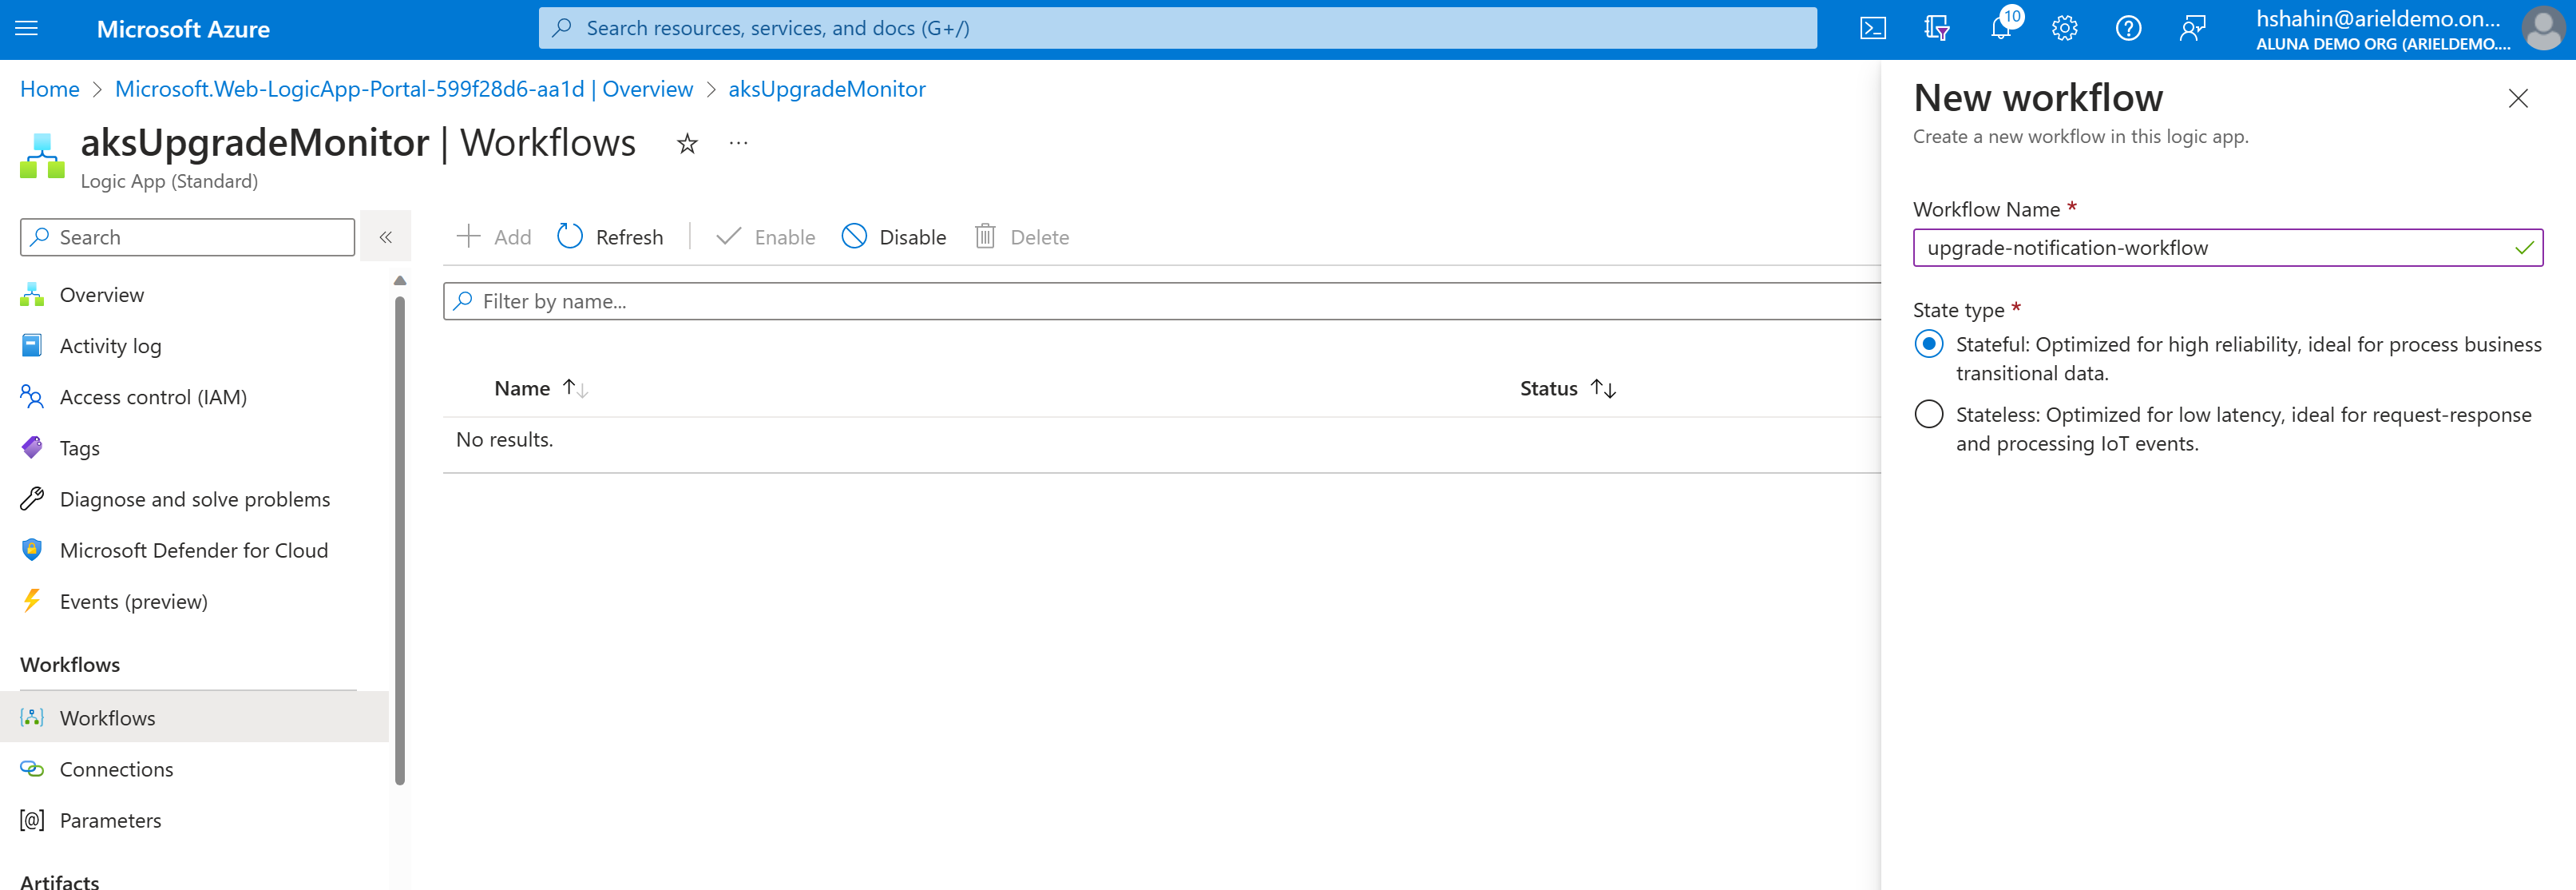 Microsoft Azure
Search resources, services, and docs (G+/)
10
hshahin@arieldemo.on...
ALUNA DEMO ORG (ARIELDEMO....
Home > Microsoft.Web-LogicApp-Portal-599f28d6-aa1d | Overview > aksUpgradeMonitor
aksUpgradeMonitor | Workflows
Logic App (Standard)
Search
Overview
Activity log
Access control (IAM)
Tags
Diagnose and solve problems
Microsoft Defender for Cloud
Events (preview)
Workflows
Workflows
Connections
Parameters
Artifacts
Add Refresh Enable Disable Delete
Filter by name...
Name Status
No results.
New workflow
Create a new workflow in this logic app.
Workflow Name *
upgrade-notification-workflow
State type *
Stateful: Optimized for high reliability, ideal for process business
transitional data.
Stateless: Optimized for low latency, ideal for request-response
and processing IoT events.